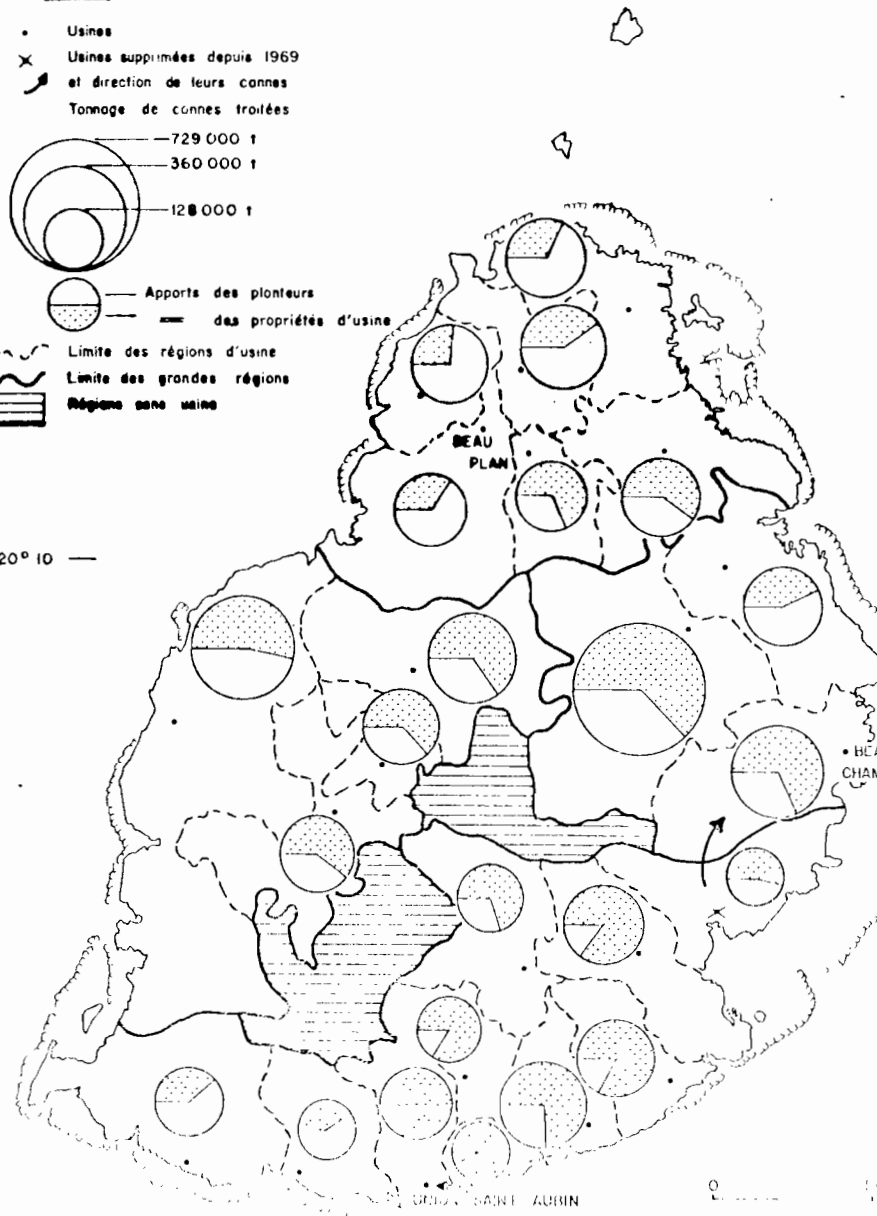 Usines
Usines supprimées depuis 1969
et direction de leurs cannes
Tonnage de cannes traitées
729 000 t
360 000 t
128 000 t
Apports des planteurs
des propriétés d'usine
Limite des régions d'usine
Limite des grandes régions
Régions sans usine
BEAU
PLAN
20° 10
CHAM
UNION SAINT AUBIN
0